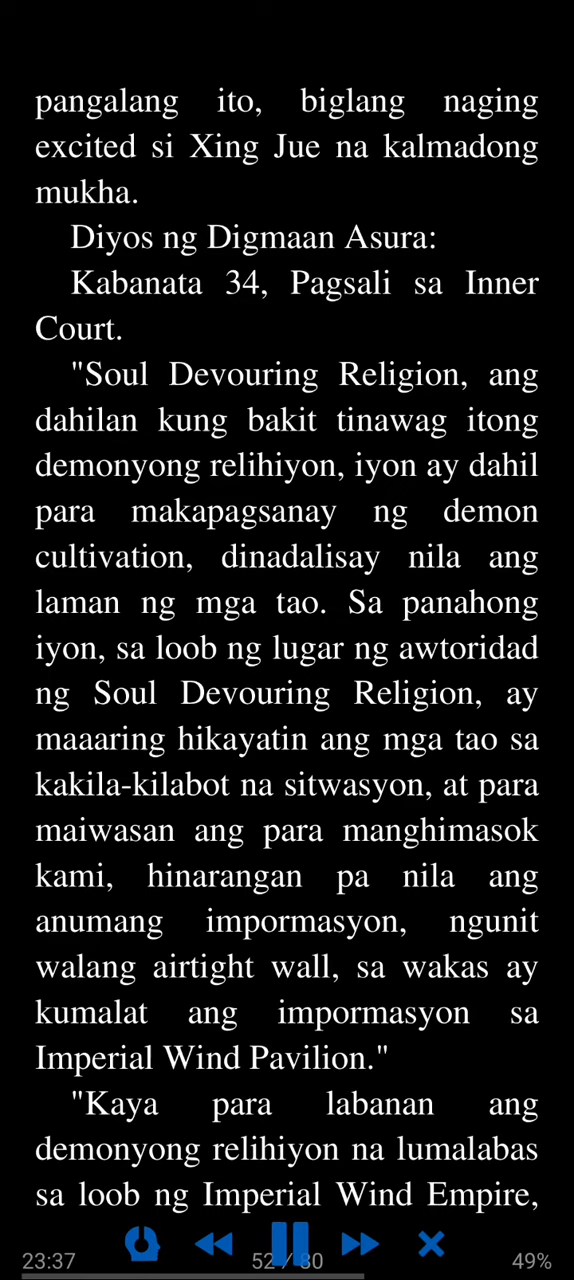 pangalang ito, biglang naging
excited si Xing Jue na kalmadong
mukha.
Diyos ng Digmaan Asura:
Kabanata 34, Pagsali sa Inner
Court.
"Soul Devouring Religion, ang
dahilan kung bakit tinawag itong
demonyong relihiyon, iyon ay dahil
para makapagsanay ng demon
cultivation, dinadalisay nila ang
laman ng mga tao. Sa panahong
iyon, sa loob ng lugar ng awtoridad
ng Soul Devouring Religion, ay
maaaring hikayatin ang mga tao sa
kakila-kilabot na sitwasyon, at para
maiwasan ang para manghimasok
kami, hinarangan pa nila ang
anumang impormasyon, ngunit
walang airtight wall, sa wakas ay
kumalat ang impormasyon sa
Imperial Wind Pavilion."
"Kaya para labanan ang
demonyong relihiyon na lumalabas
sa loob ng Imperial Wind Empire,
23:37 52 / 80 49%